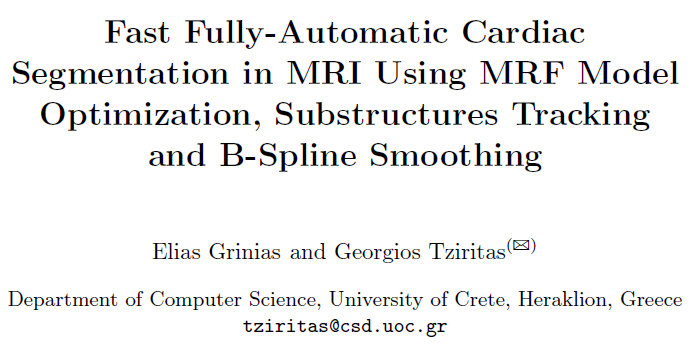 Fast Fully-Automatic Cardiac
Segmentation in MRI Using MRF Model
Optimization, Substructures Tracking
and B-Spline Smoothing
Elias Grinias and Georgios Tziritas(✉)
Department of Computer Science, University of Crete, Heraklion, Greece
tziritas@csd.uoc.gr